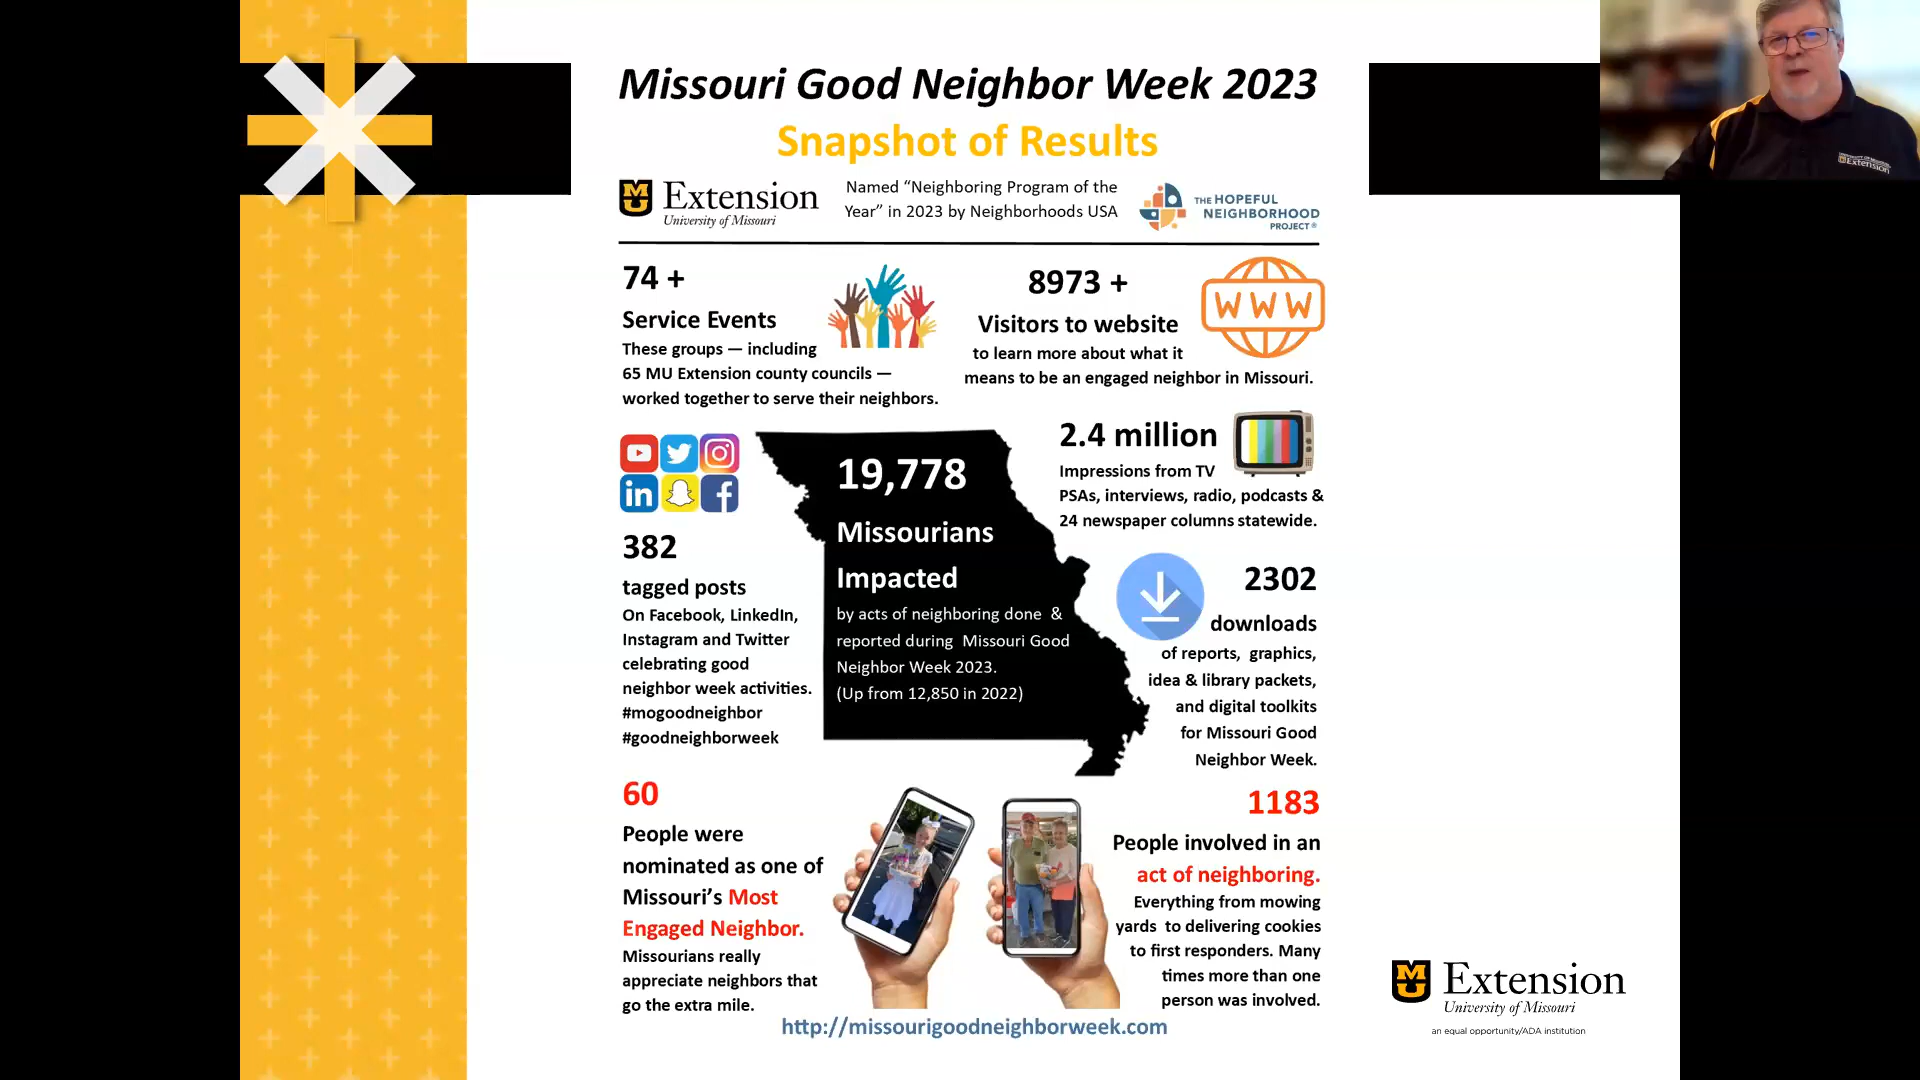 Missouri Good Neighbor Week 2023
Snapshot of Results
MU
Extension
University of Missouri
Named “Neighboring Program of the
Year” in 2023 by Neighborhoods USA
THE HOPEFUL
NEIGHBORHOOD
PROJECT®
74 +
Service Events
These groups — including
65 MU Extension county councils —
worked together to serve their neighbors.
8973 +
Visitors to website
to learn more about what it
means to be an engaged neighbor in Missouri.
WWW
382
tagged posts
On Facebook, LinkedIn,
Instagram and Twitter
celebrating good
neighbor week activities.
#mogoodneighbor
#goodneighborweek
in
19,778
Missourians
Impacted
by acts of neighboring done &
reported during Missouri Good
Neighbor Week 2023.
(Up from 12,850 in 2022)
2.4 million
Impressions from TV
PSAs, interviews, radio, podcasts &
24 newspaper columns statewide.
2302
downloads
of reports, graphics,
idea & library packets,
and digital toolkits
for Missouri Good
Neighbor Week.
60
People were
nominated as one of
Missouri’s Most
Engaged Neighbor.
Missourians really
appreciate neighbors that
go the extra mile.
1183
People involved in an
act of neighboring.
Everything from mowing
yards to delivering cookies
to first responders. Many
times more than one
person was involved.
http://missourigoodneighborweek.com
MU
Extension
University of Missouri
an equal opportunity/ADA institution
Extension